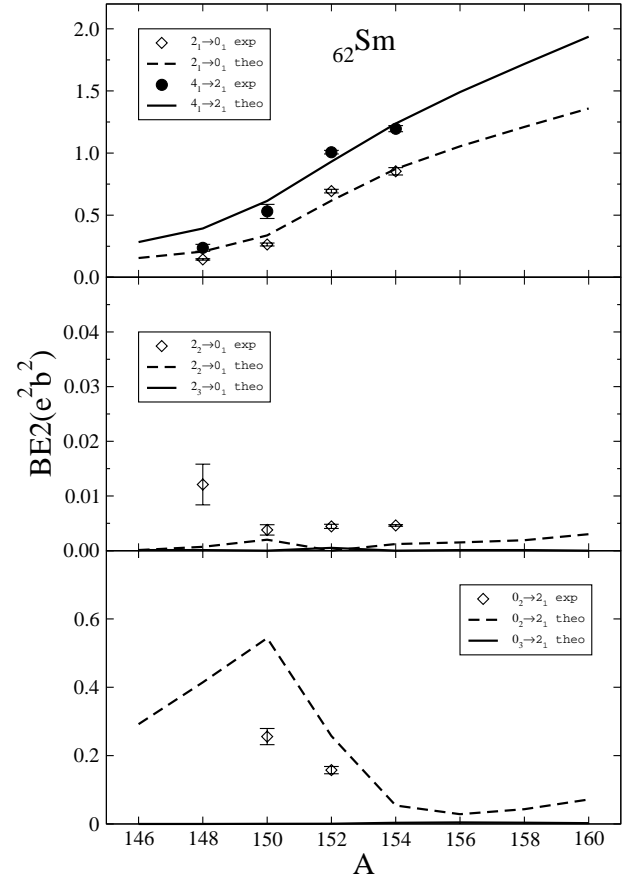 ₆₂Sm
2.0
2₁→0₁ exp
2₁→0₁ theo
4₁→2₁ exp
4₁→2₁ theo
1.5
1.0
0.5
0.0
0.04
2₂→0₁ exp
2₂→0₁ theo
2₃→0₁ theo
0.03
0.02
0.01
0.00
BE2(e²b²)
0.6
0₂→2₁ exp
0₂→2₁ theo
0₃→2₁ theo
0.4
0.2
0
146 148 150 152 154 156 158 160
A